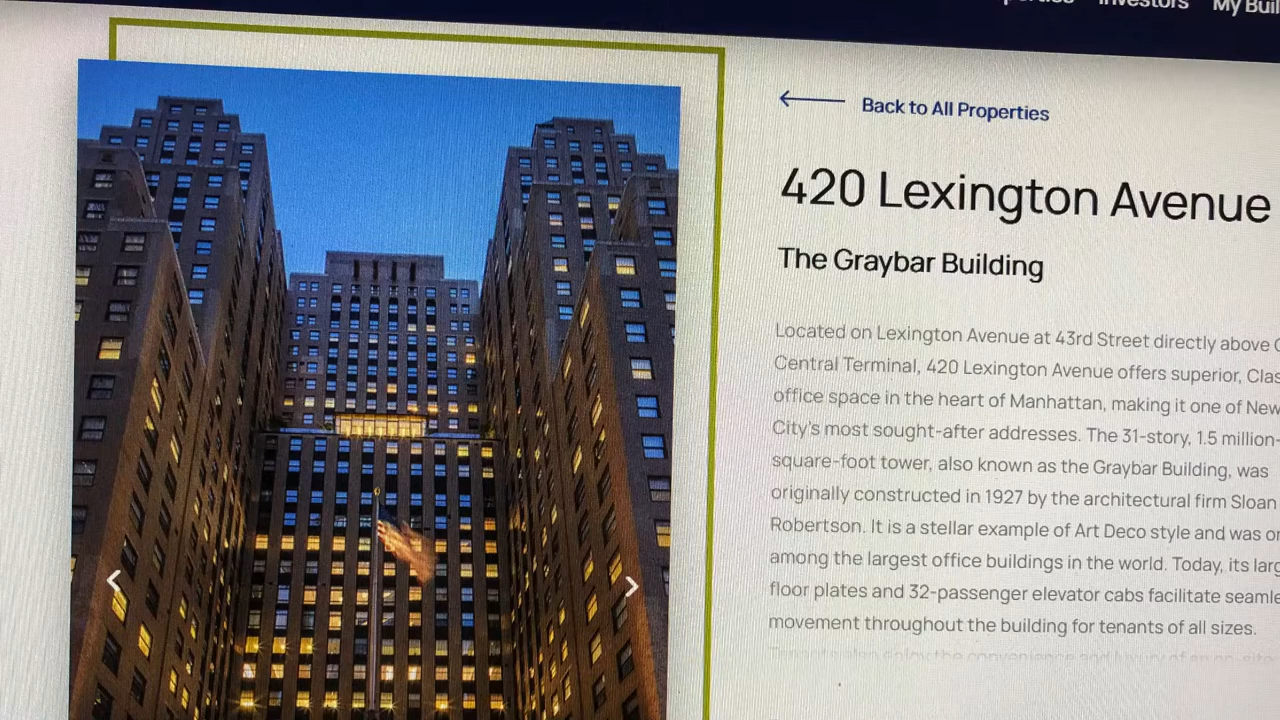 Investors My Buil
Back to All Properties
420 Lexington Avenue
The Graybar Building
Located on Lexington Avenue at 43rd Street directly above
Central Terminal, 420 Lexington Avenue offers superior, Clas
office space in the heart of Manhattan, making it one of New
City's most sought-after addresses. The 31-story, 1.5 million-
square-foot tower, also known as the Graybar Building, was
originally constructed in 1927 by the architectural firm Sloan
Robertson. It is a stellar example of Art Deco style and was
among the largest office buildings in the world. Today, its larg
floor plates and 32-passenger elevator cabs facilitate seamle
movement throughout the building for tenants of all sizes.